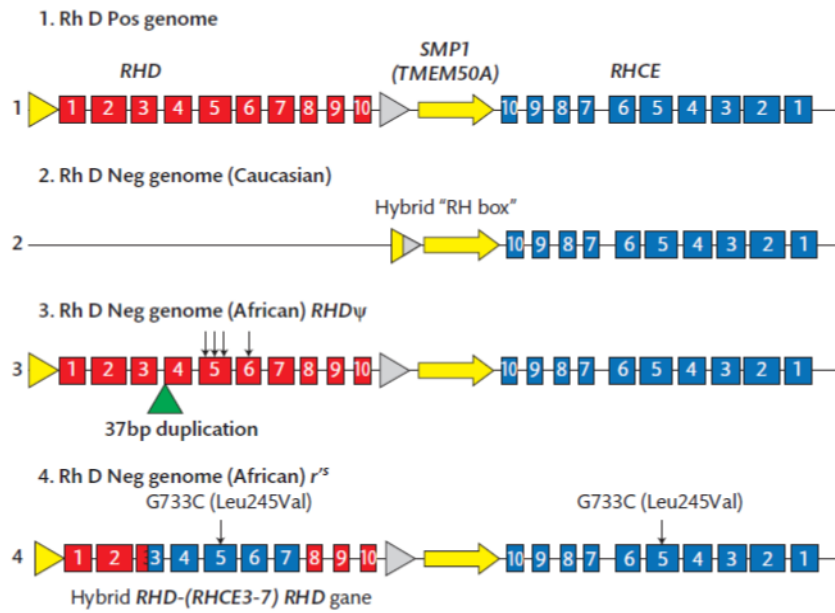 1. Rh D Pos genome
SMP1
RHD (TMEM50A) RHCE
1 1 2 3 4 5 6 7 8 9 10 10 9 8 7 6 5 4 3 2 1
2. Rh D Neg genome (Caucasian)
Hybrid "RH box"
2 10 9 8 7 6 5 4 3 2 1
3. Rh D Neg genome (African) RHDψ
3 1 2 3 4 5 6 7 8 9 10 10 9 8 7 6 5 4 3 2 1
37bp duplication
4. Rh D Neg genome (African) r's
G733C (Leu245Val) G733C (Leu245Val)
4 1 2 3 3 4 5 6 7 8 9 10 10 9 8 7 6 5 4 3 2 1
Hybrid RHD-(RHCE3-7) RHD gane